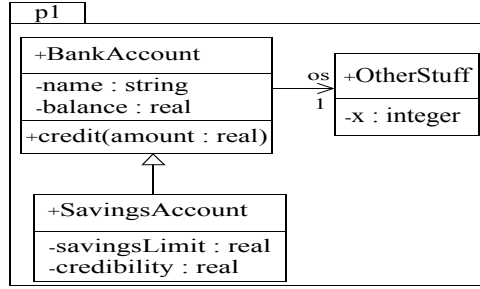 p1
+BankAccount
-name : string
-balance : real
+credit(amount : real)
os
1
+OtherStuff
-x : integer
+SavingsAccount
-savingsLimit : real
-credibility : real